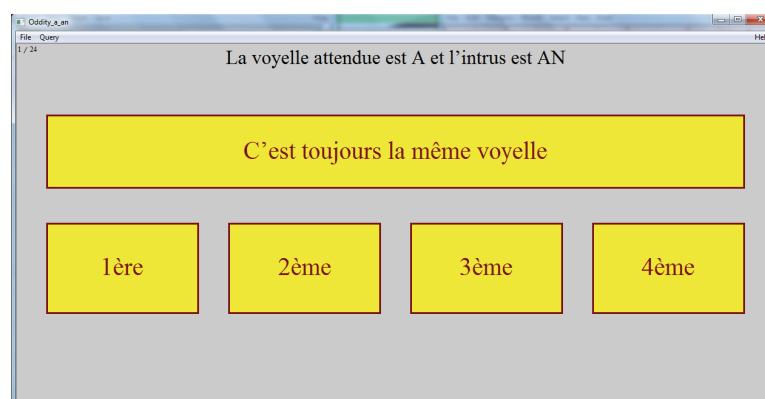 Oddity_a_an
File Query Hel
1 / 24
La voyelle attendue est A et l’intrus est AN
C’est toujours la même voyelle
1ère 2ème 3ème 4ème